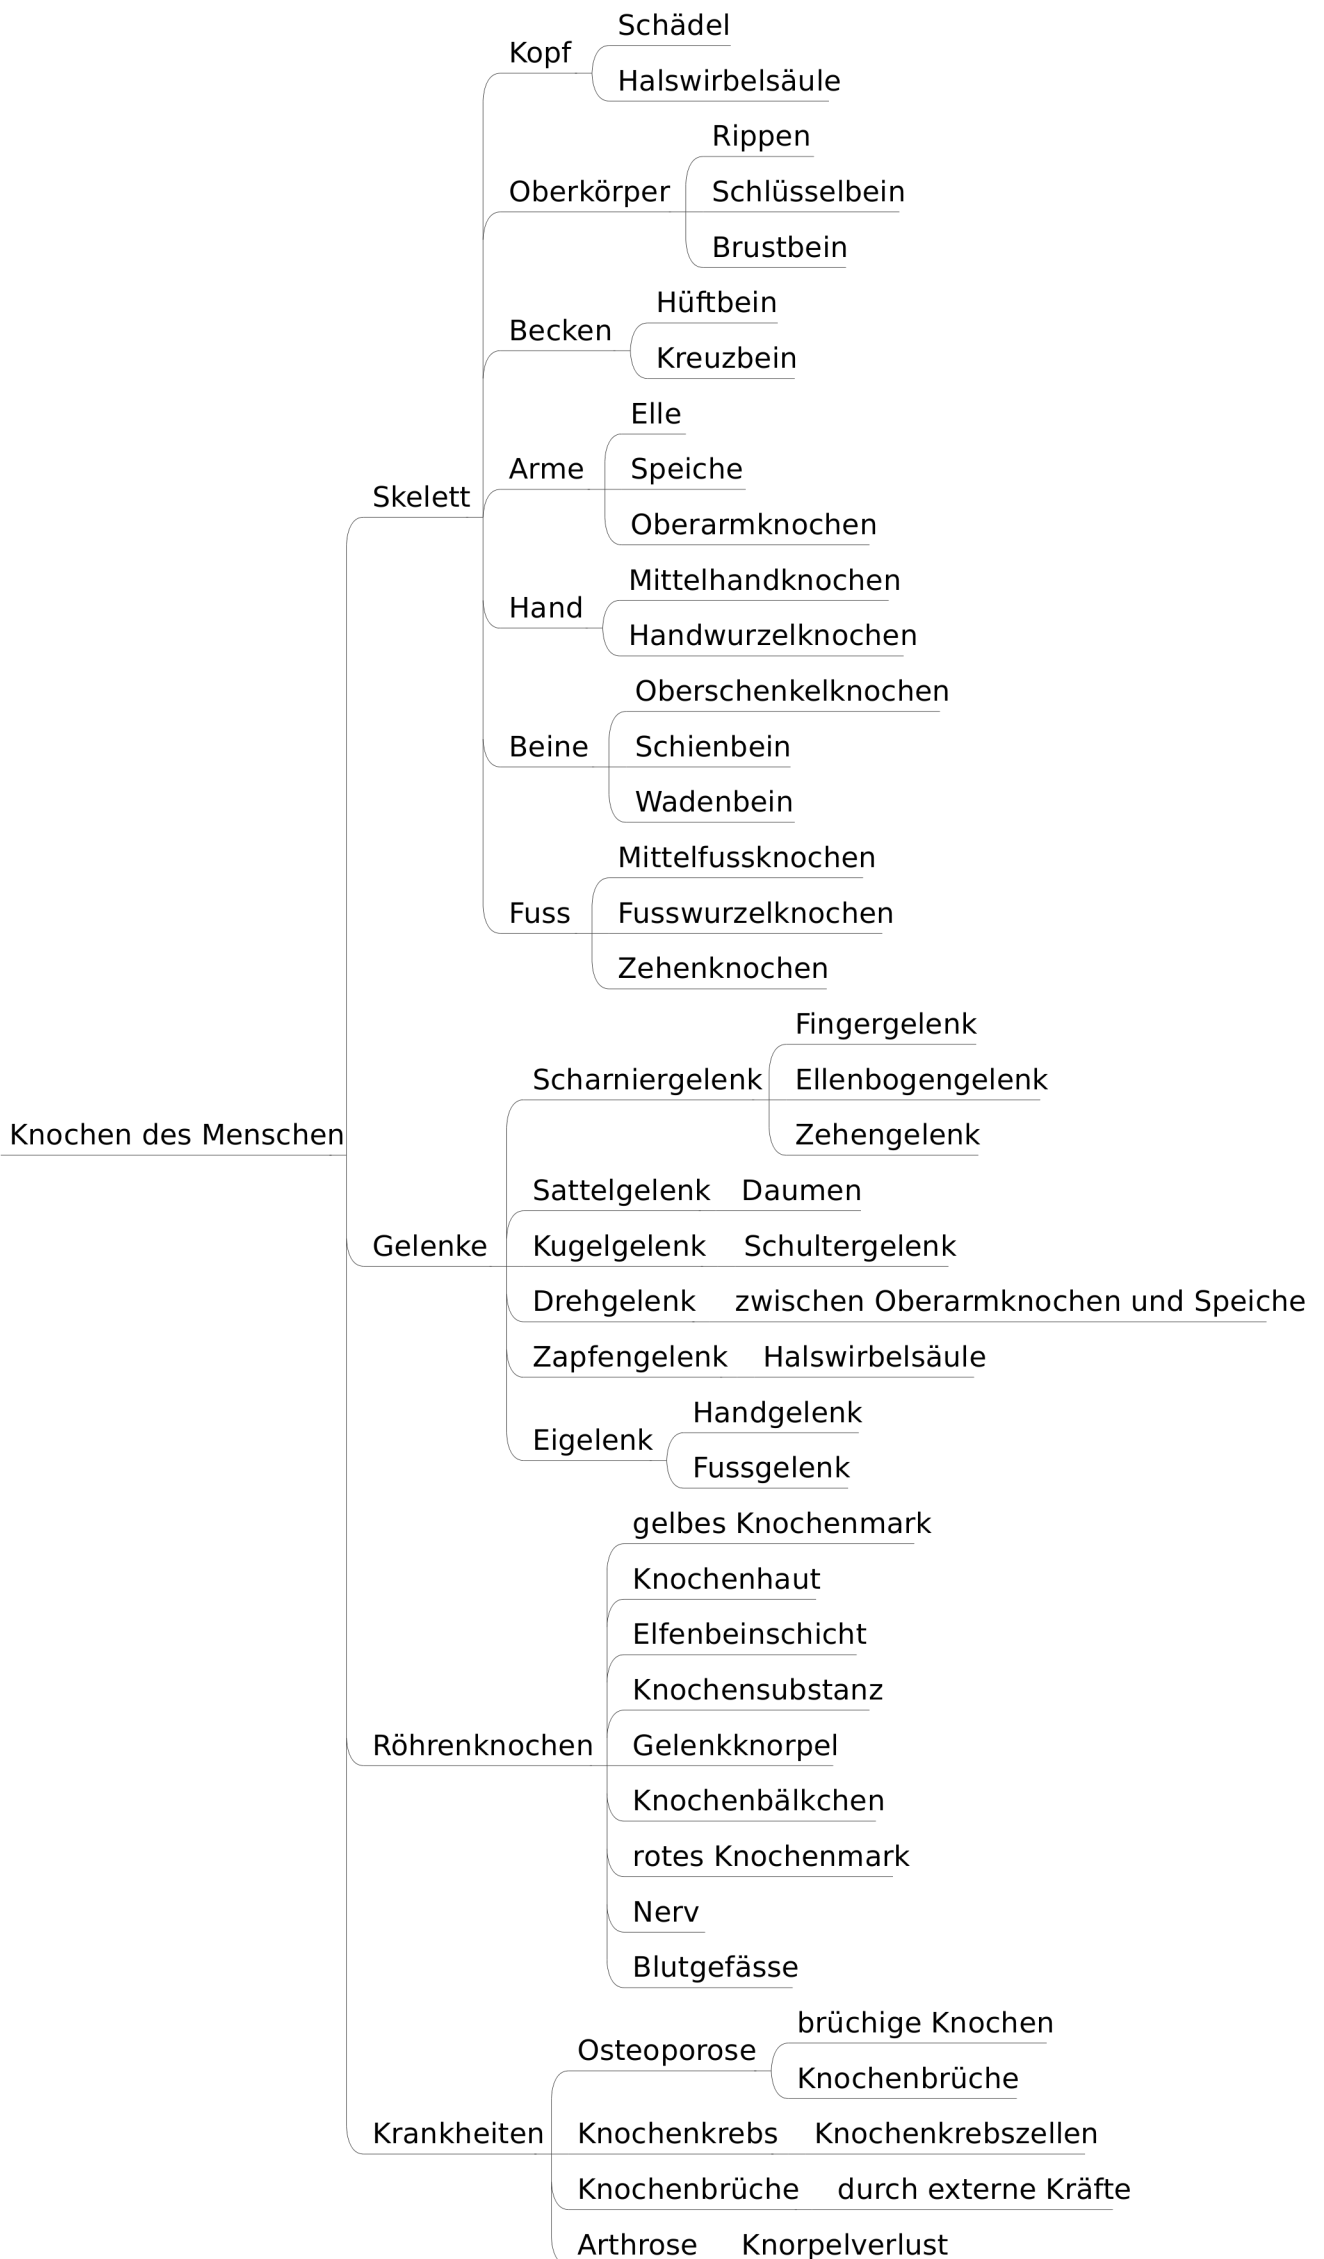 Schädel
Kopf
Halswirbelsäule
Rippen
Oberkörper Schlüsselbein
Brustbein
Hüftbein
Becken
Kreuzbein
Elle
Arme Speiche
Skelett
Oberarmknochen
Mittelhandknochen
Hand
Handwurzelknochen
Oberschenkelknochen
Beine Schienbein
Wadenbein
Mittelfussknochen
Fuss Fusswurzelknochen
Zehenknochen
Fingergelenk
Scharniergelenk Ellenbogengelenk
Knochen des Menschen Zehengelenk
Sattelgelenk Daumen
Gelenke Kugelgelenk Schultergelenk
Drehgelenk zwischen Oberarmknochen und Speiche
Zapfengelenk Halswirbelsäule
Handgelenk
Eigelenk
Fussgelenk
gelbes Knochenmark
Knochenhaut
Elfenbeinschicht
Knochensubstanz
Röhrenknochen Gelenkknorpel
Knochenbälkchen
rotes Knochenmark
Nerv
Blutgefässe
brüchige Knochen
Osteoporose
Knochenbrüche
Krankheiten Knochenkrebs Knochenkrebszellen
Knochenbrüche durch externe Kräfte
Arthrose Knorpelverlust